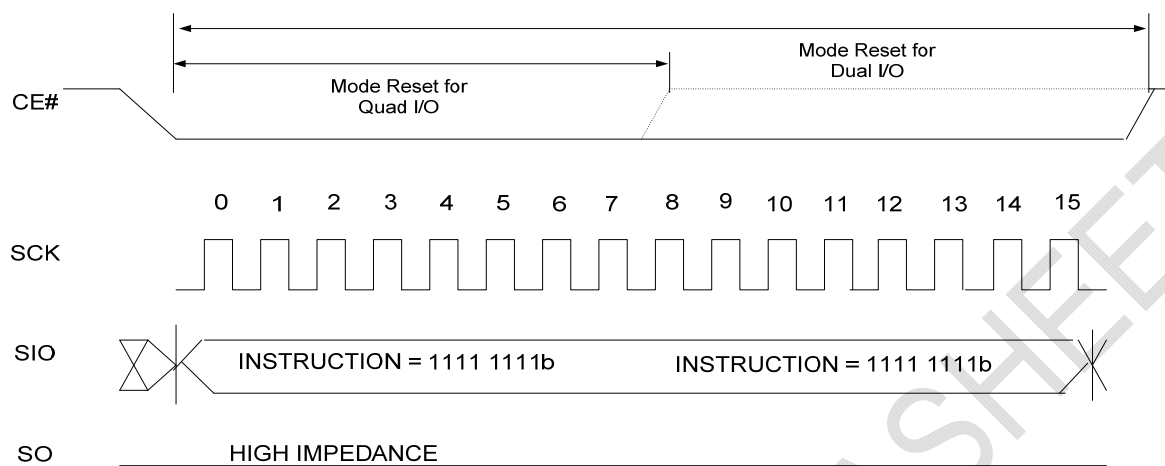 Mode Reset for
Dual I/O
Mode Reset for
Quad I/O
CE#
0 1 2 3 4 5 6 7 8 9 10 11 12 13 14 15
SCK
SIO
INSTRUCTION = 1111 1111b INSTRUCTION = 1111 1111b
SO
HIGH IMPEDANCE